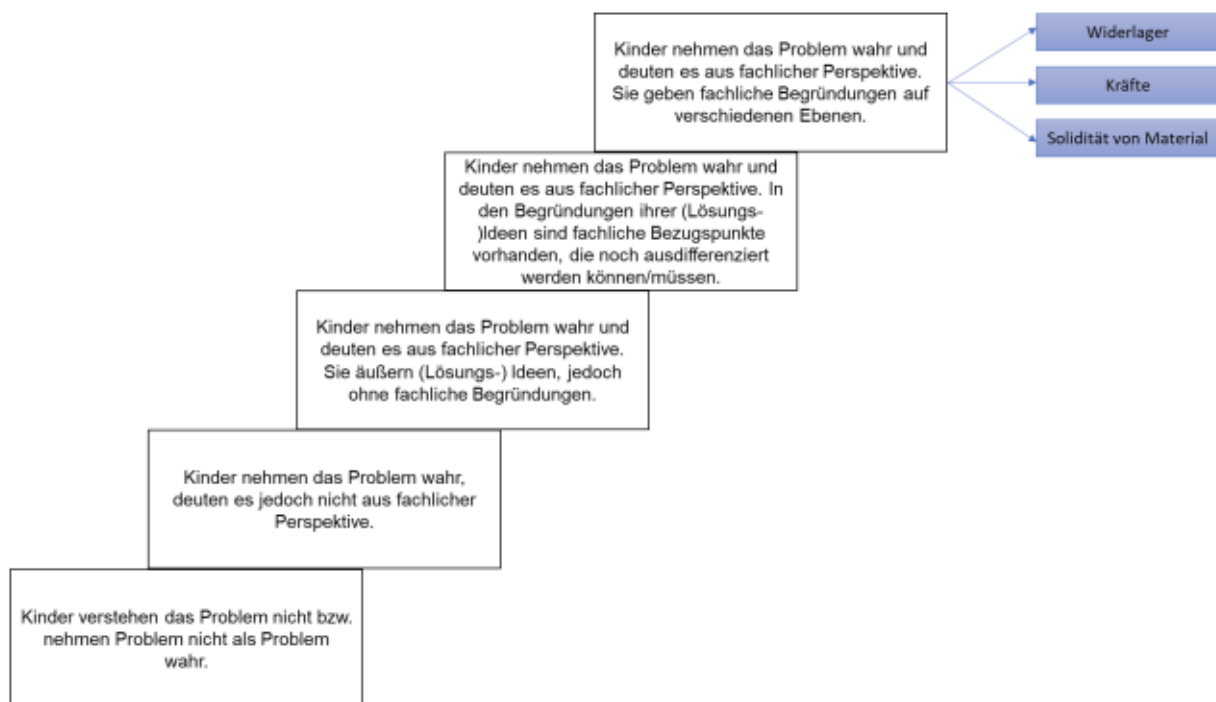 Kinder nehmen das Problem wahr und
deuten es aus fachlicher Perspektive.
Sie geben fachliche Begründungen auf
verschiedenen Ebenen.
Widerlager
Kräfte
Solidität von Material
Kinder nehmen das Problem wahr und
deuten es aus fachlicher Perspektive. In
den Begründungen ihrer (Lösungs-
)Ideen sind fachliche Bezugspunkte
vorhanden, die noch ausdifferenziert
werden können/müssen.
Kinder nehmen das Problem wahr und
deuten es aus fachlicher Perspektive.
Sie äußern (Lösungs-) Ideen, jedoch
ohne fachliche Begründungen.
Kinder nehmen das Problem wahr,
deuten es jedoch nicht aus fachlicher
Perspektive.
Kinder verstehen das Problem nicht bzw.
nehmen Problem nicht als Problem
wahr.